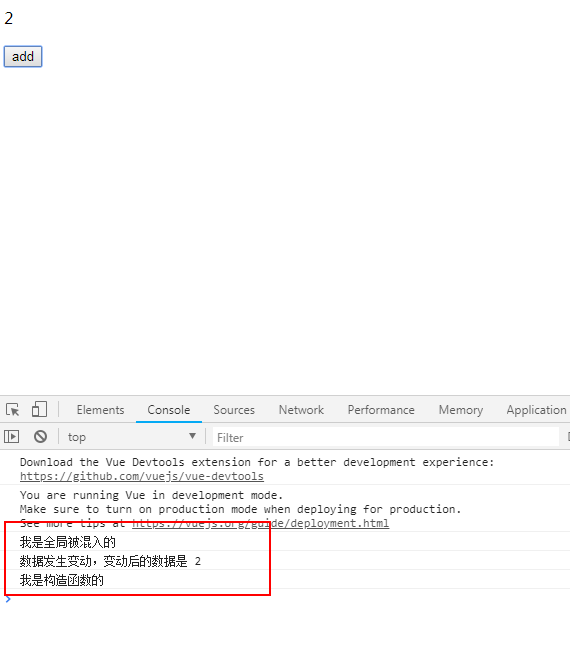 2
add
Elements Console Sources Network Performance Memory Application
top Filter
Download the Vue Devtools extension for a better development experience:
https://github.com/vuejs/vue-devtools
You are running Vue in development mode.
Make sure to turn on production mode when deploying for production.
See more tips at https://vuejs.org/guide/deployment.html
我是全局被混入的
数据发生变动，变动后的数据是 2
我是构造函数的